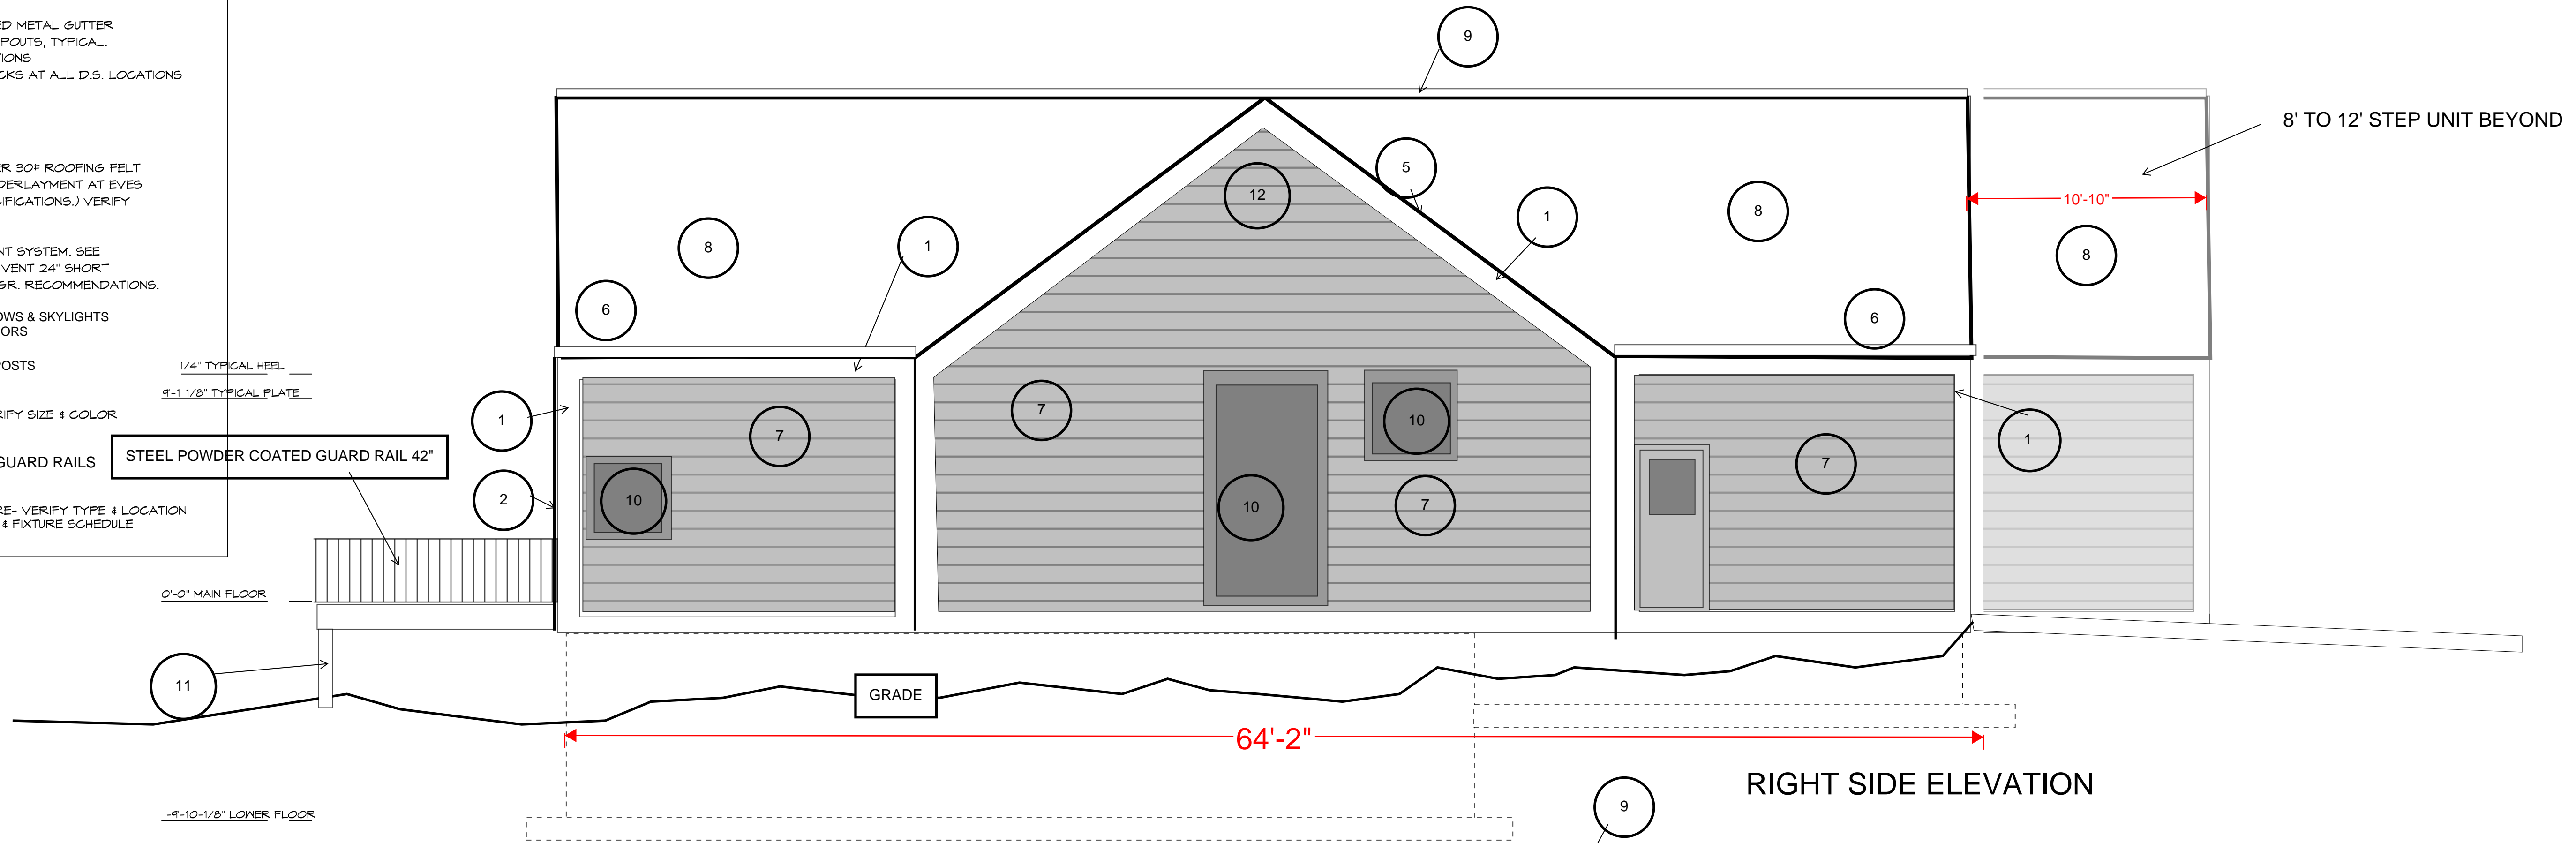 ED METAL GUTTER
POUTS, TYPICAL.
TIONS
CKS AT ALL D.S. LOCATIONS
ER 30# ROOFING FELT
DERLAYMENT AT EVES
CIFICATIONS.) VERIFY
NT SYSTEM. SEE
VENT 24" SHORT
GR. RECOMMENDATIONS.
OWS & SKYLIGHTS
ORS
POSTS
RIFY SIZE & COLOR
GUARD RAILS
RE- VERIFY TYPE & LOCATION
& FIXTURE SCHEDULE
1/4" TYPICAL HEEL
9'-1 1/8" TYPICAL PLATE
STEEL POWDER COATED GUARD RAIL 42"
0'-0" MAIN FLOOR
-9'-10-1/8" LOWER FLOOR
9
8' TO 12' STEP UNIT BEYOND
5
12
10'-10"
8
1
1
8
8
6
6
1
7
7
10
1
7
2
10
10
7
11
GRADE
64'-2"
RIGHT SIDE ELEVATION
9